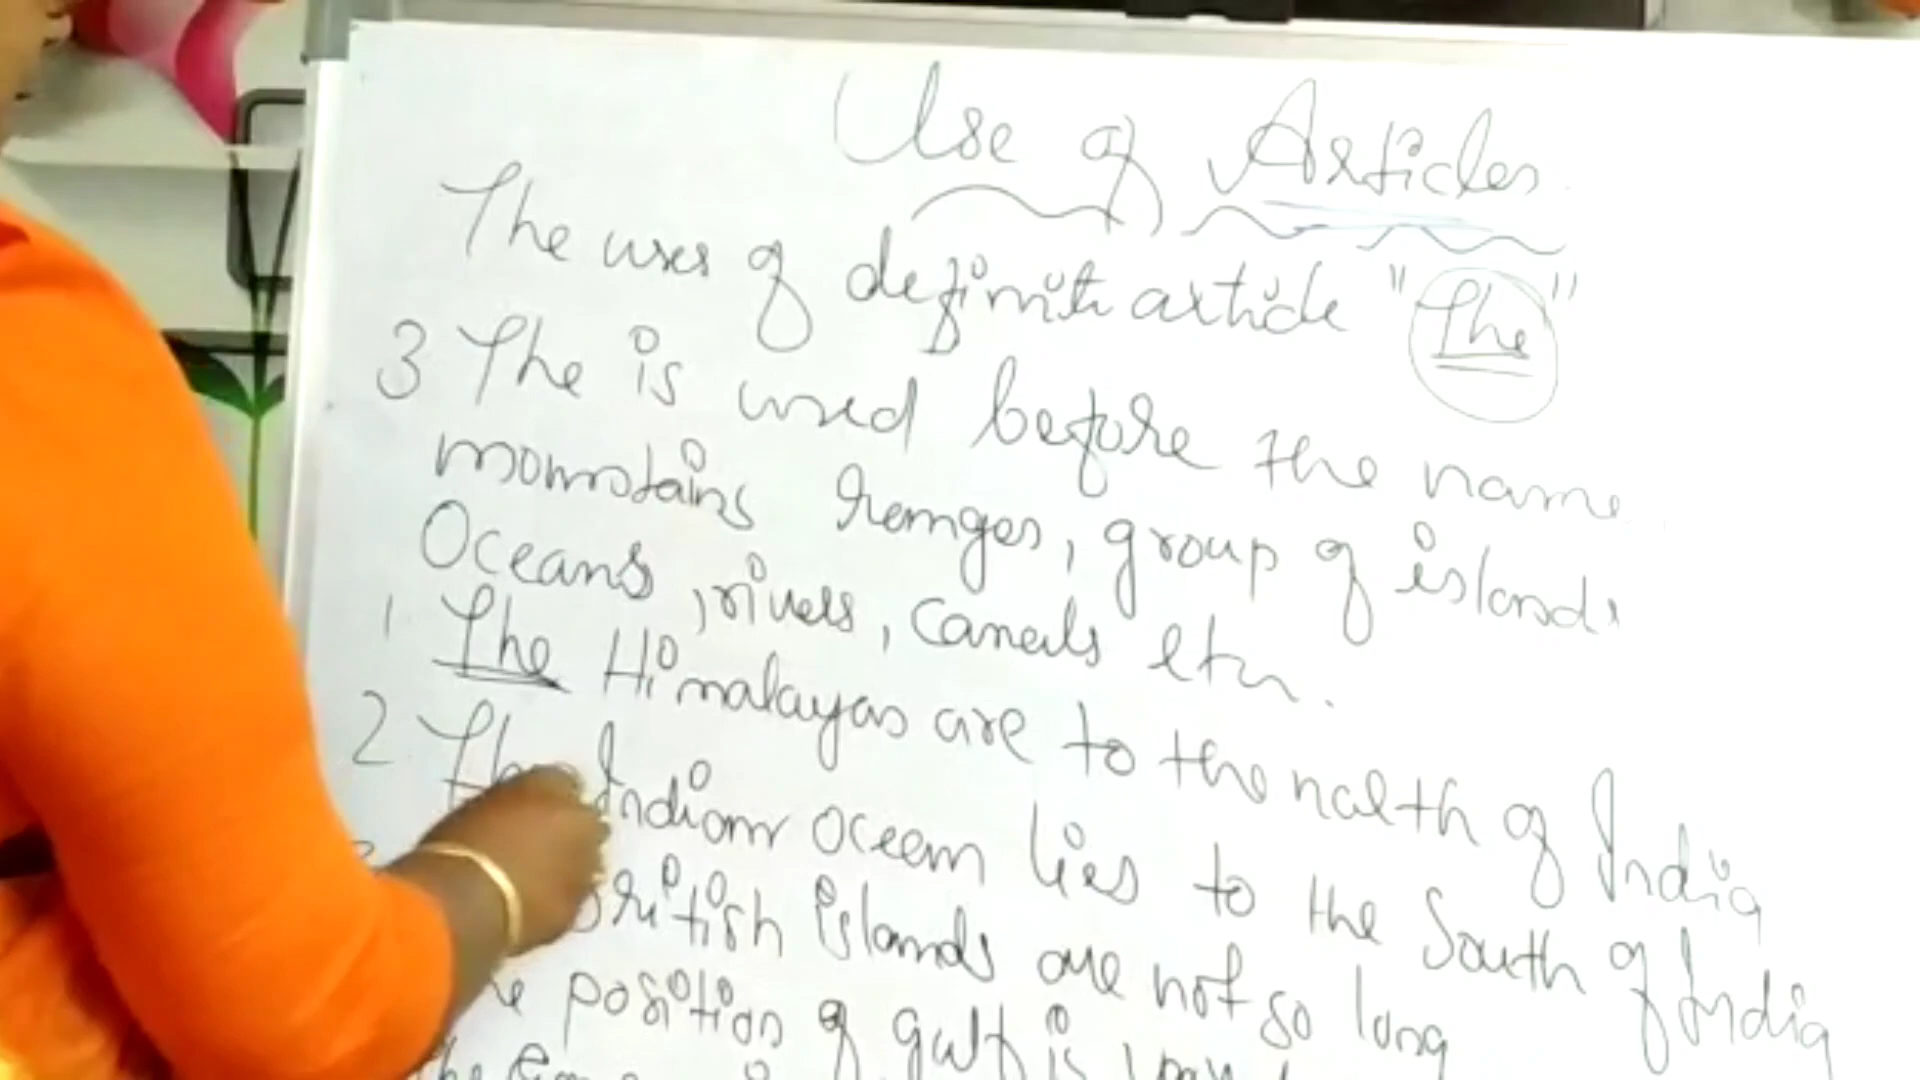 Use of Articles
The uses of definite article "The"
3 The is used before the name
mountains ranges, group of islands
Oceans, rivers, canals etc.
1 The Himalayas are to the north of India
2 The Indian Ocean lies to the South of India
British islands are not so long
position of gulf is